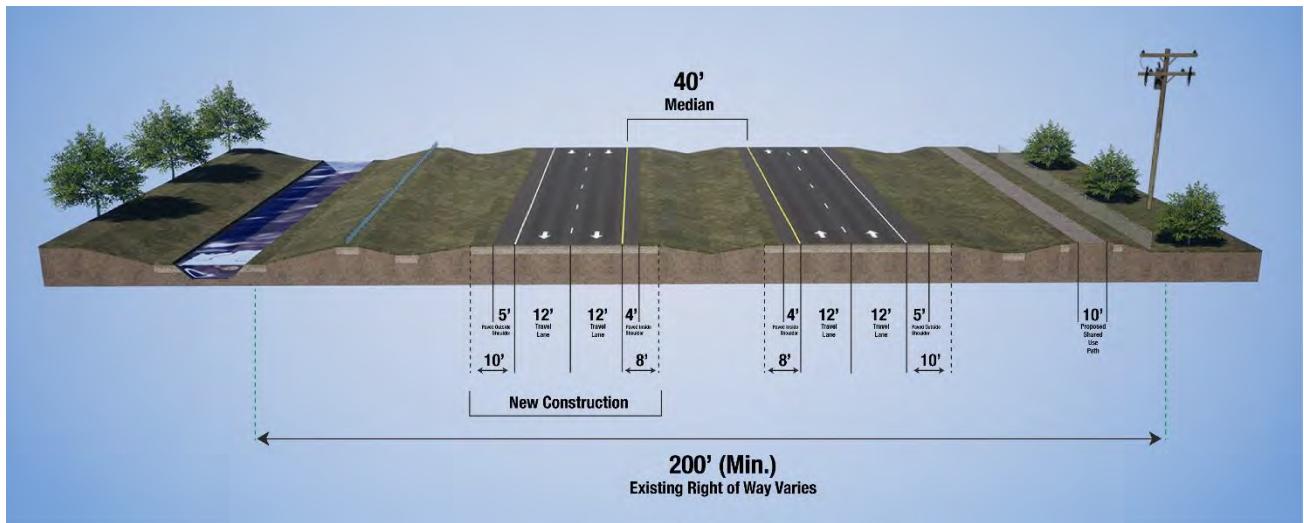 40’
Median
5’ 12’ 12’ 4’ 4’ 12’ 12’ 5’ 10’
Paved Outside Shoulder
Travel Lane
Travel Lane
Paved Inside Shoulder
Paved Inside Shoulder
Travel Lane
Travel Lane
Paved Outside Shoulder
Proposed
Shared
Use
Path
10’ 8’ 8’ 10’
New Construction
200’ (Min.)
Existing Right of Way Varies